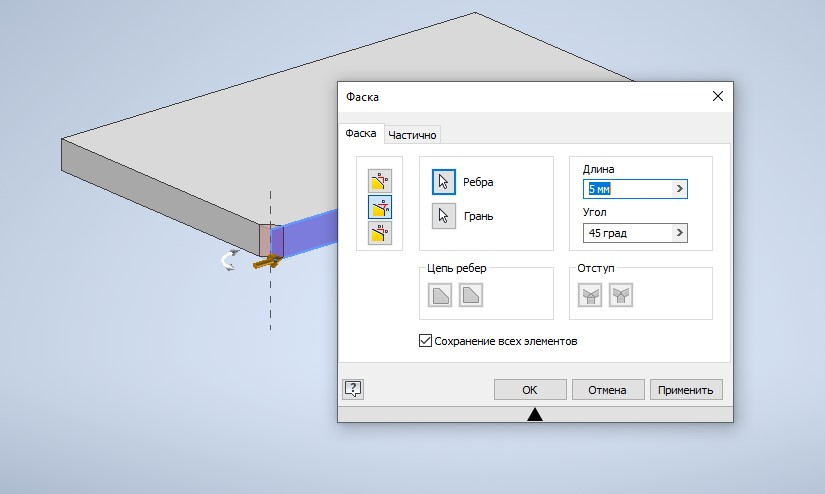 Фаска
Фаска
Частично
Ребра
Грань
Длина
5 мм
Угол
45 град
Цепь ребер
Отступ
Сохранение всех элементов
ОК
Отмена
Применить